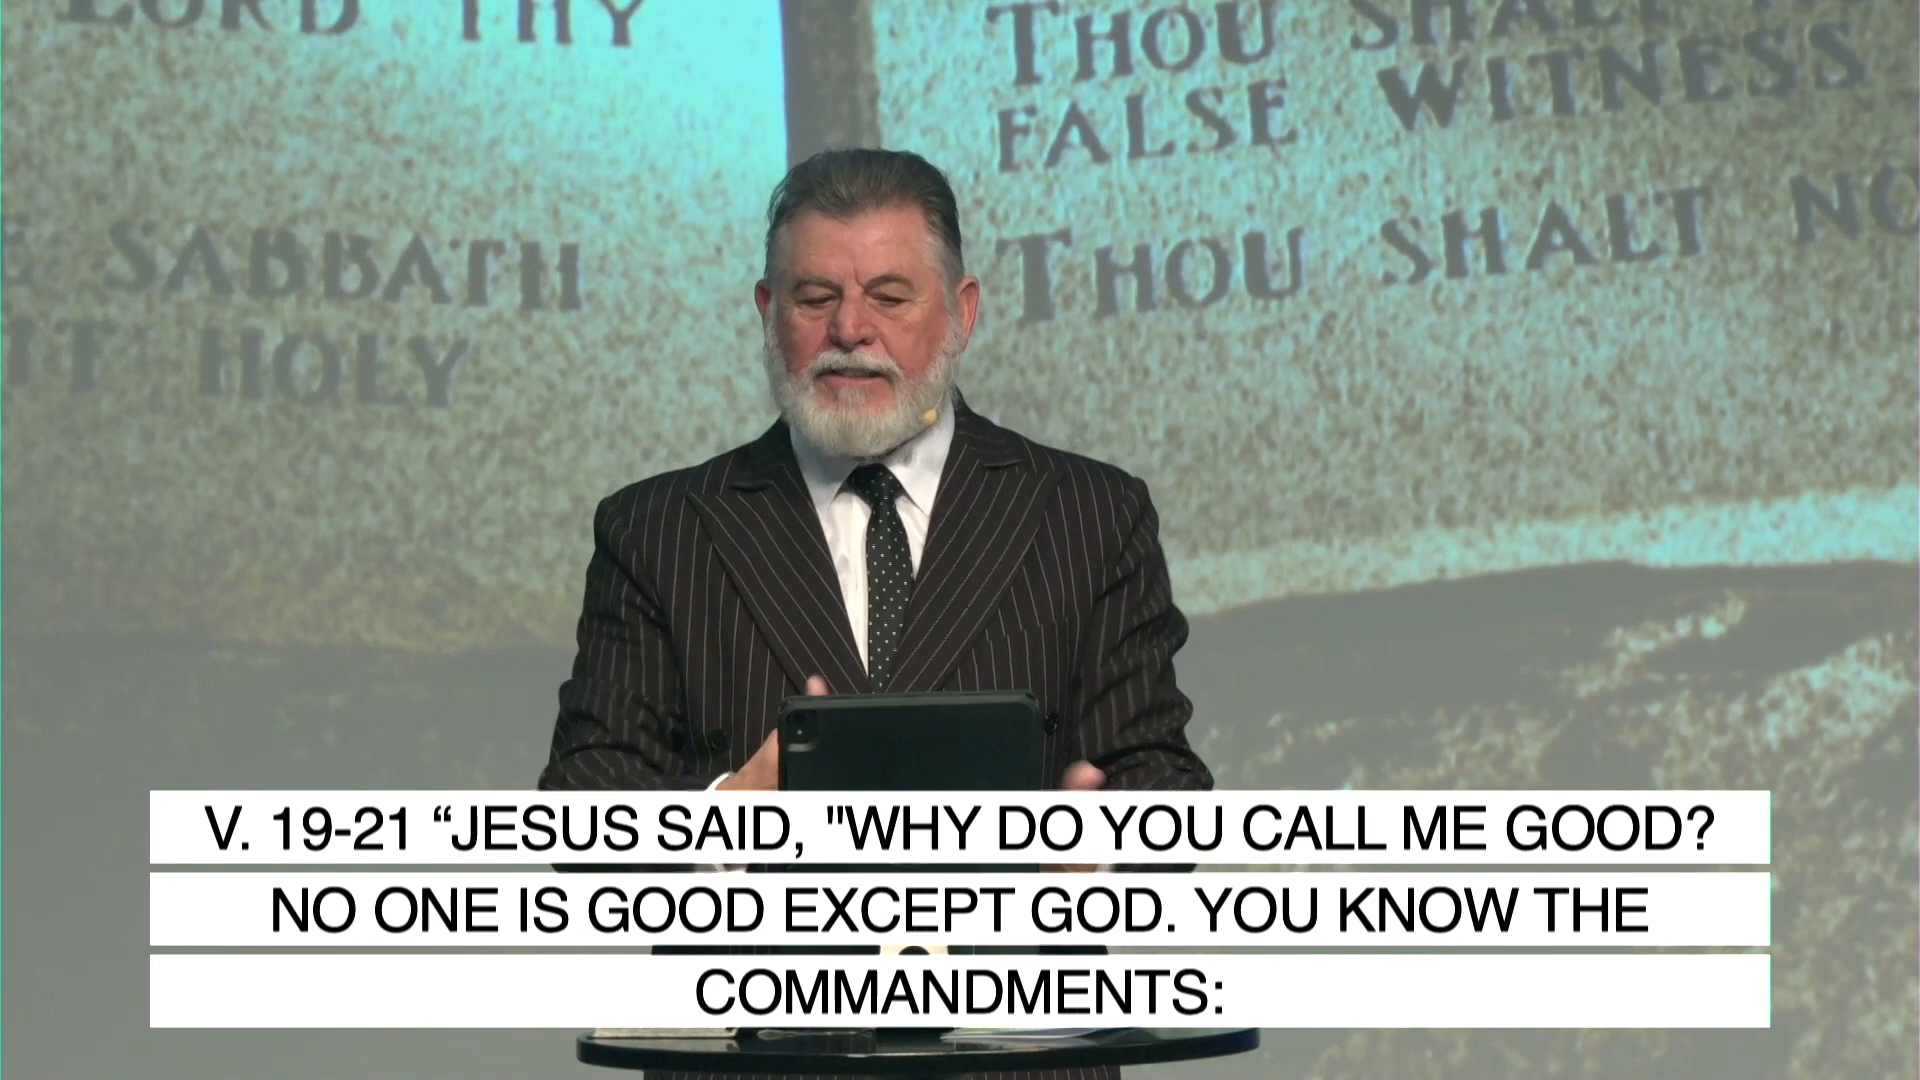 LORD THY
SABBATH
IT HOLY
THOU SHALT
FALSE WITNESS
THOU SHALT NO
V. 19-21 “JESUS SAID, "WHY DO YOU CALL ME GOOD?
NO ONE IS GOOD EXCEPT GOD. YOU KNOW THE
COMMANDMENTS: